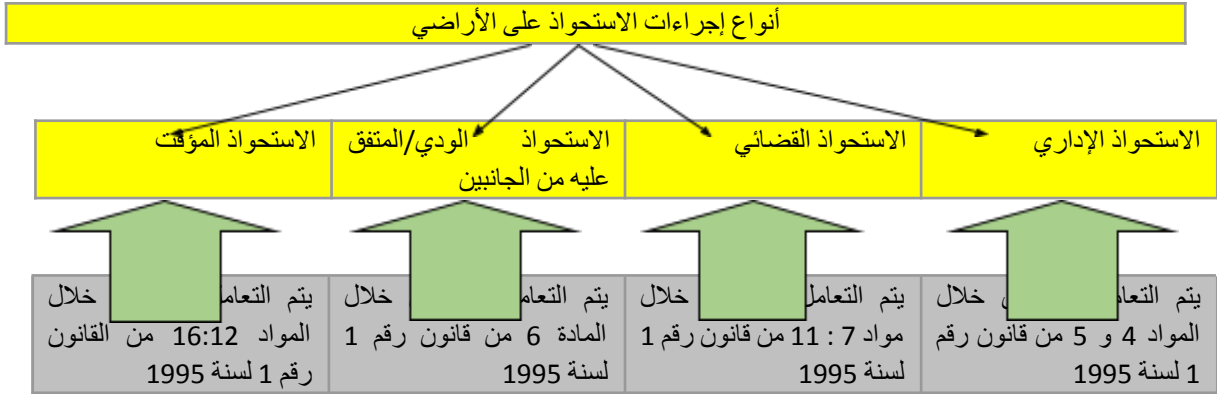 أنواع إجراءات الاستحواذ على الأراضي
الاستحواذ الإداري
الاستحواذ القضائي
الاستحواذ الودي/المتفق
عليه من الجانبين
الاستحواذ المؤقت
يتم خلال
المواد 4 و 5 من قانون رقم
1 لسنة 1995
يتم التعامل خلال
مواد 7 : 11 من قانون رقم 1
لسنة 1995
يتم خلال
المادة 6 من قانون رقم 1
لسنة 1995
يتم خلال
المواد 16:12 من القانون
رقم 1 لسنة 1995